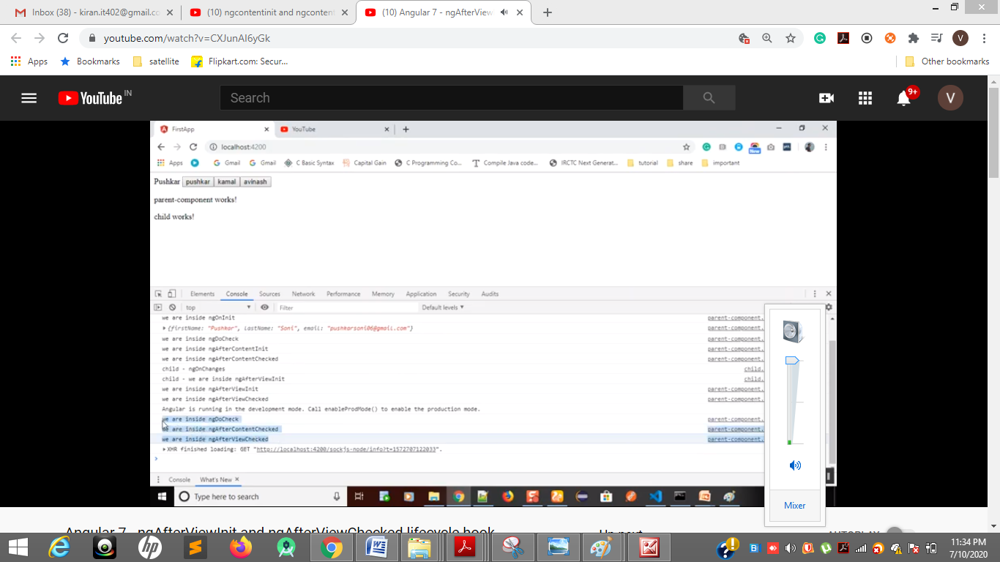 Inbox (38) - kiran.it402@gmail.co
(10) ngcontentinit and ngcontent
(10) Angular 7 - ngAfterView
youtube.com/watch?v=CXJunAI6yGk
V
Apps
Bookmarks
satellite
Flipkart.com: Secur...
Other bookmarks
YouTube IN
Search
9+
V
FirstApp
YouTube
localhost:4200
Apps
Gmail
Gmail
C Basic Syntax
Capital Gain
C Programming Co...
Compile Java code...
IRCTC Next Generat...
tutorial
share
important
Pushkar pushkar kamal avinash
parent-component works!
child works!
Elements Console Sources Network Performance Memory Application Security Audits
top Filter Default levels ▼
we are inside ngOnInit parent-component.
{firstName: "Pushkar", lastName: "Soni", email: "pushkarsoni06@gmail.com"} parent-component.
we are inside ngDoCheck parent-component.
we are inside ngAfterContentInit parent-component.
we are inside ngAfterContentChecked parent-component.
child - ngOnChanges child.
child - we are inside ngAfterViewInit child.
we are inside ngAfterViewInit parent-component.
we are inside ngAfterViewChecked parent-component.
Angular is running in the development mode. Call enableProdMode() to enable the production mode.
we are inside ngDoCheck parent-component.
we are inside ngAfterContentChecked parent-component.
we are inside ngAfterViewChecked parent-component.
XHR finished loading: GET "http://localhost:4200/sockjs-node/info?t=1572707122033".
Console What's New
Type here to search
Mixer
Angular 7 - ngAfterViewInit and ngAfterViewChecked lifecycle hook
Up next
AUTOPLAY
11:34 PM
7/10/2020